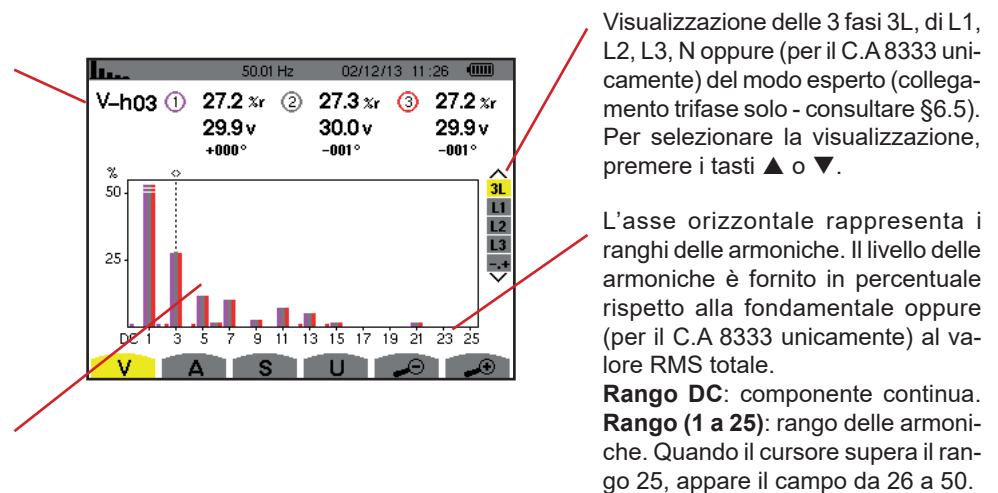 50.01 Hz 02/12/13 11:26
V-h03 1 27.2 %r 2 27.3 %r 3 27.2 %r
29.9 v 30.0 v 29.9 v
+000° -001° -001°
%
50
25
DC 1 3 5 7 9 11 13 15 17 19 21 23 25
3L
L1
L2
L3
-.+
V A S U
Visualizzazione delle 3 fasi 3L, di L1,
L2, L3, N oppure (per il C.A 8333 uni-
camente) del modo esperto (collega-
mento trifase solo - consultare §6.5).
Per selezionare la visualizzazione,
premere i tasti ▲ o ▼.
L'asse orizzontale rappresenta i
ranghi delle armoniche. Il livello delle
armoniche è fornito in percentuale
rispetto alla fondamentale oppure
(per il C.A 8333 unicamente) al va-
lore RMS totale.
Rango DC: componente continua.
Rango (1 a 25): rango delle armoni-
che. Quando il cursore supera il ran-
go 25, appare il campo da 26 a 50.